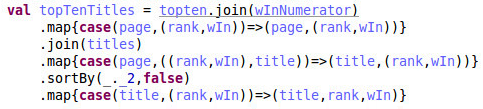 val topTenTitles = topten.join(wInNumerator)
.map{case(page,(rank,wIn))=>(page,(rank,wIn))}
.join(titles)
.map{case(page,((rank,wIn),title))=>(title,(rank,wIn))}
.sortBy(_._2,false)
.map{case(title,(rank,wIn))=>(title,rank,wIn)}